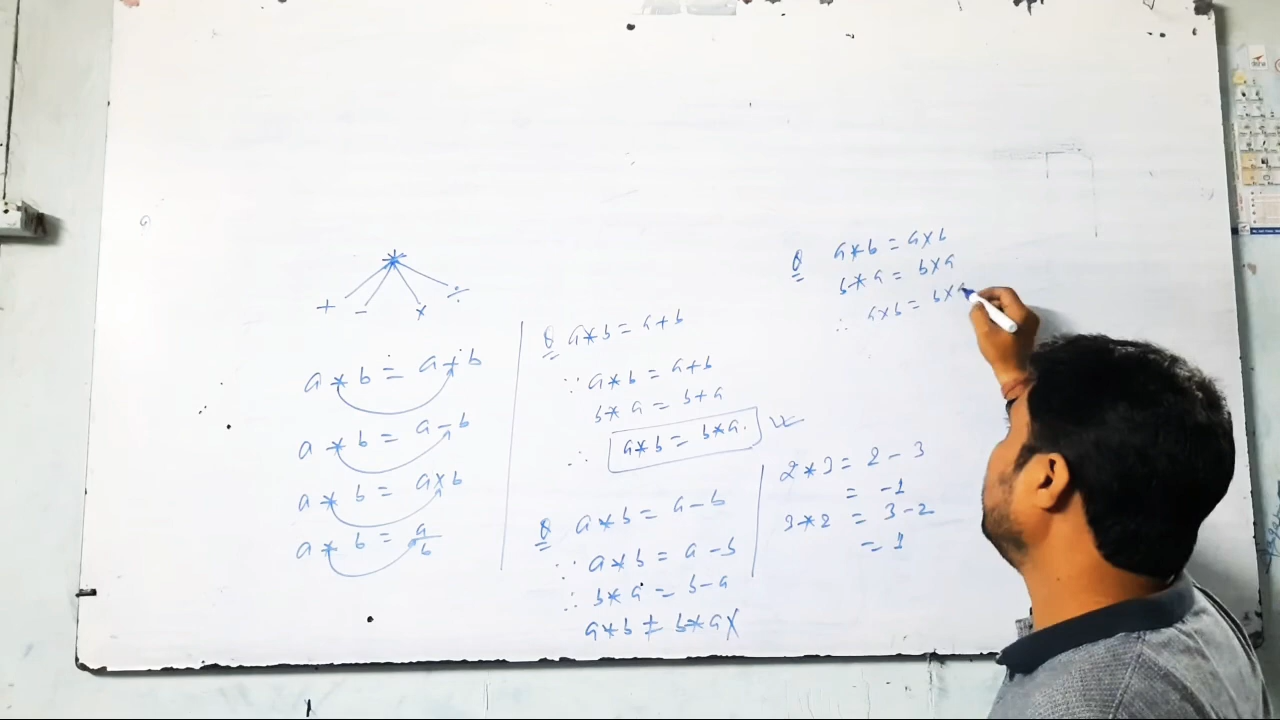 *
+ − × ÷
a * b = a + b
a * b = a − b
a * b = a × b
a * b = a/b
Q a * b = a + b
∵ a * b = a + b
b * a = b + a
∴ a * b = b * a.
Q a * b = a − b
∵ a * b = a − b
∴ b * a = b − a
a * b ≠ b * a X
2 * 3 = 2 − 3
= −1
3 * 2 = 3 − 2
= 1
Q a * b = a × b
b * a = b × a
∴ a × b = b × a